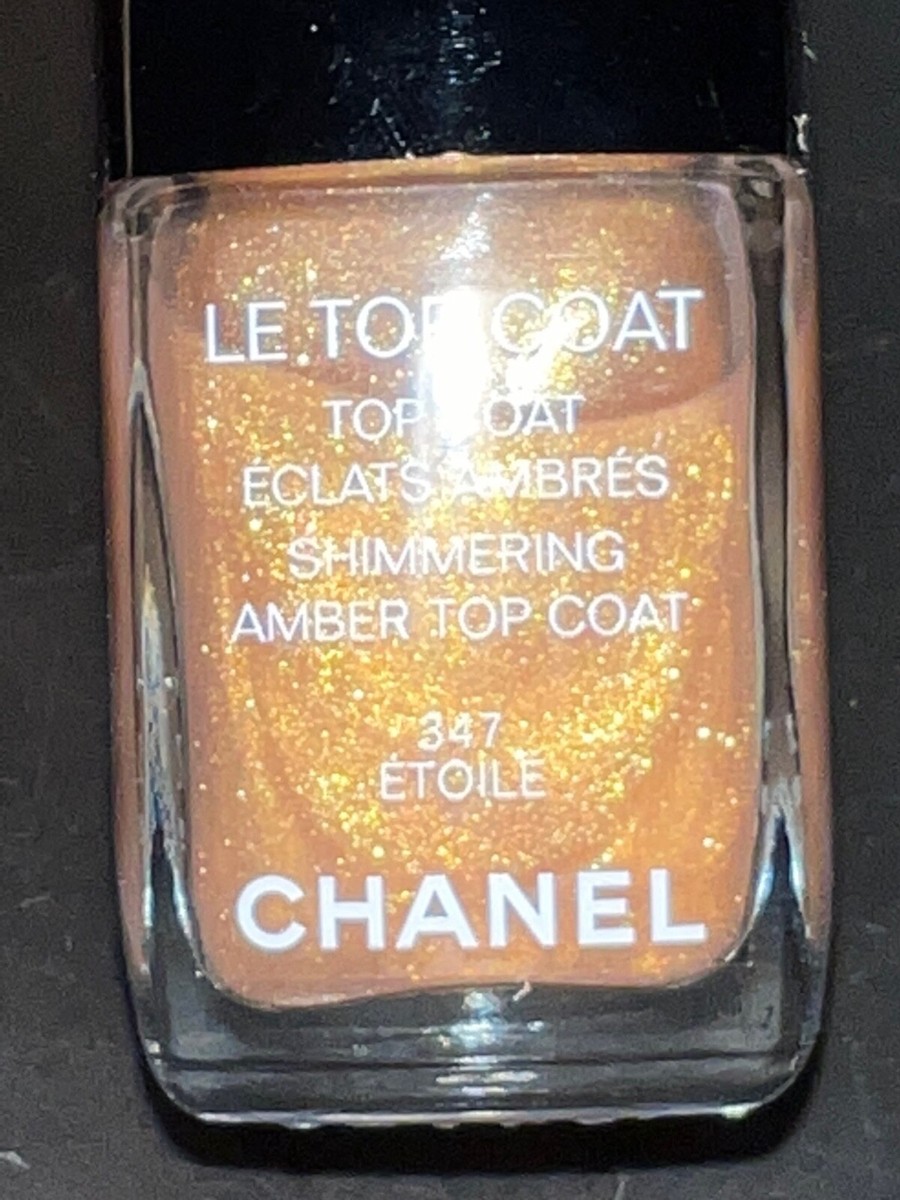 LE TOP COAT
TOP COAT
ÉCLATS AMBRÉS
SHIMMERING
AMBER TOP COAT
347
ÉTOILE
CHANEL